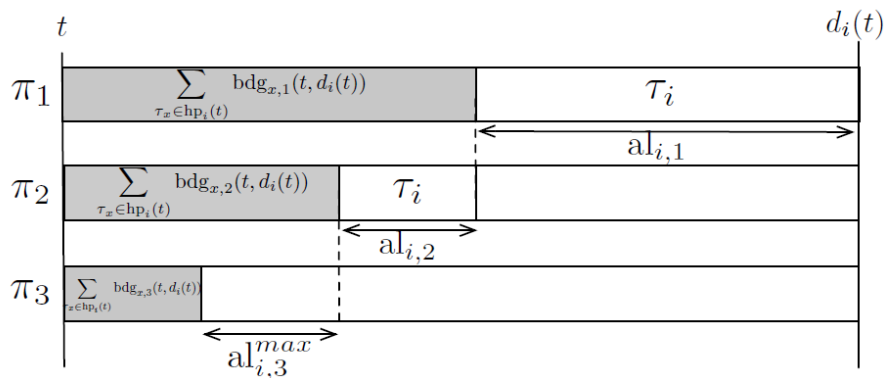 t d_i(t)
π_1 ∑_{τ_x∈hp_i(t)} bdg_{x,1}(t, d_i(t)) τ_i
al_{i,1}
π_2 ∑_{τ_x∈hp_i(t)} bdg_{x,2}(t, d_i(t)) τ_i
al_{i,2}
π_3 ∑_{τ_x∈hp_i(t)} bdg_{x,3}(t, d_i(t))
al_{i,3}^{max}